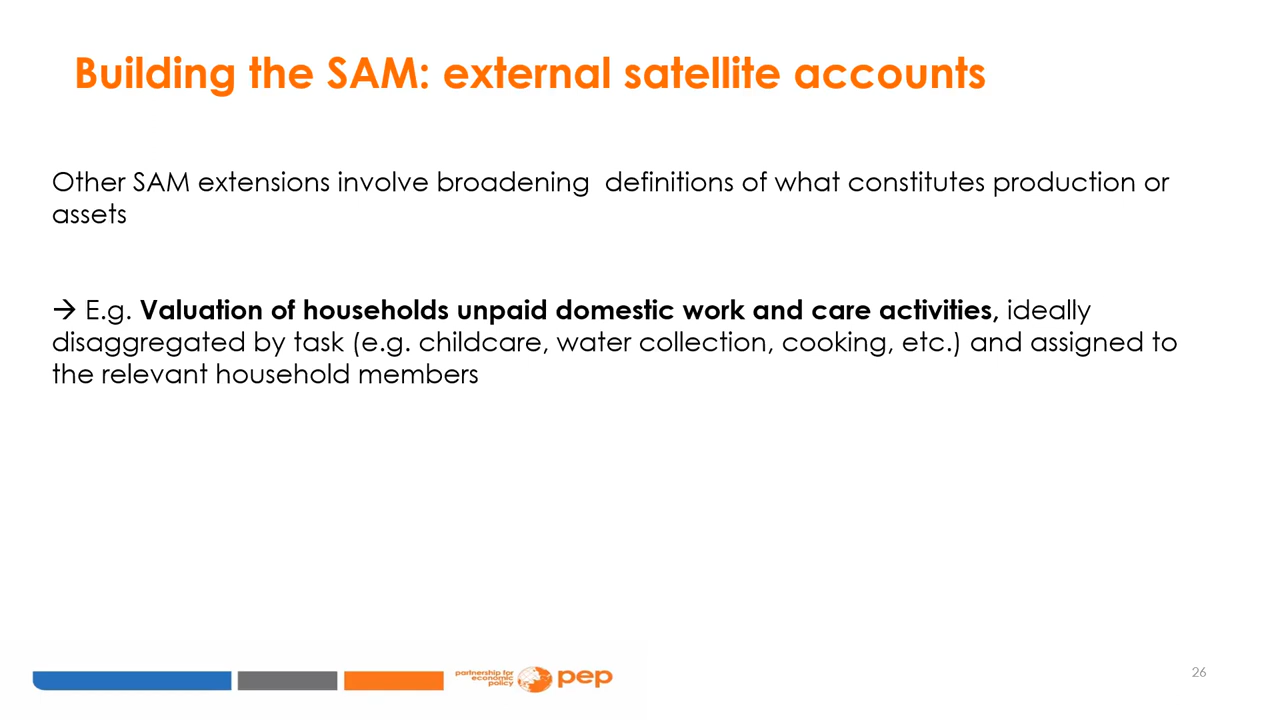 Building the SAM: external satellite accounts
Other SAM extensions involve broadening  definitions of what constitutes production or
assets
→ E.g. Valuation of households unpaid domestic work and care activities, ideally
disaggregated by task (e.g. childcare, water collection, cooking, etc.) and assigned to
the relevant household members
partnership for
economic
policy
pep
26